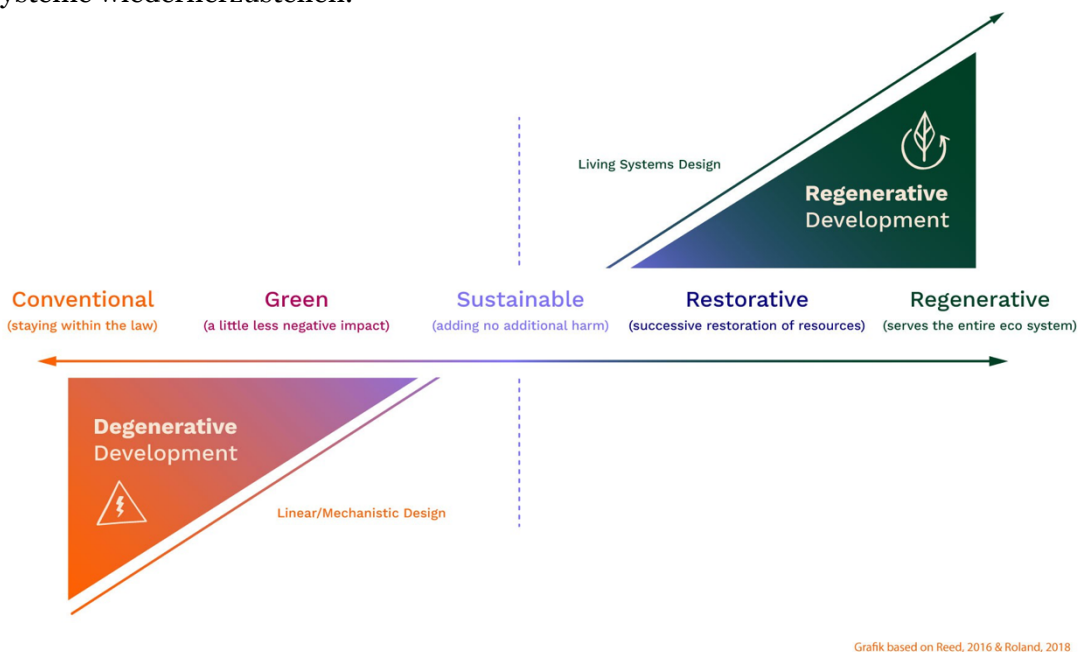 wiederherzustellen.
Living Systems Design
Regenerative
Development
Conventional
(staying within the law)
Green
(a little less negative impact)
Sustainable
(adding no additional harm)
Restorative
(successive restoration of resources)
Regenerative
(serves the entire eco system)
Degenerative
Development
Linear/Mechanistic Design
Grafik based on Reed, 2016 & Roland, 2018